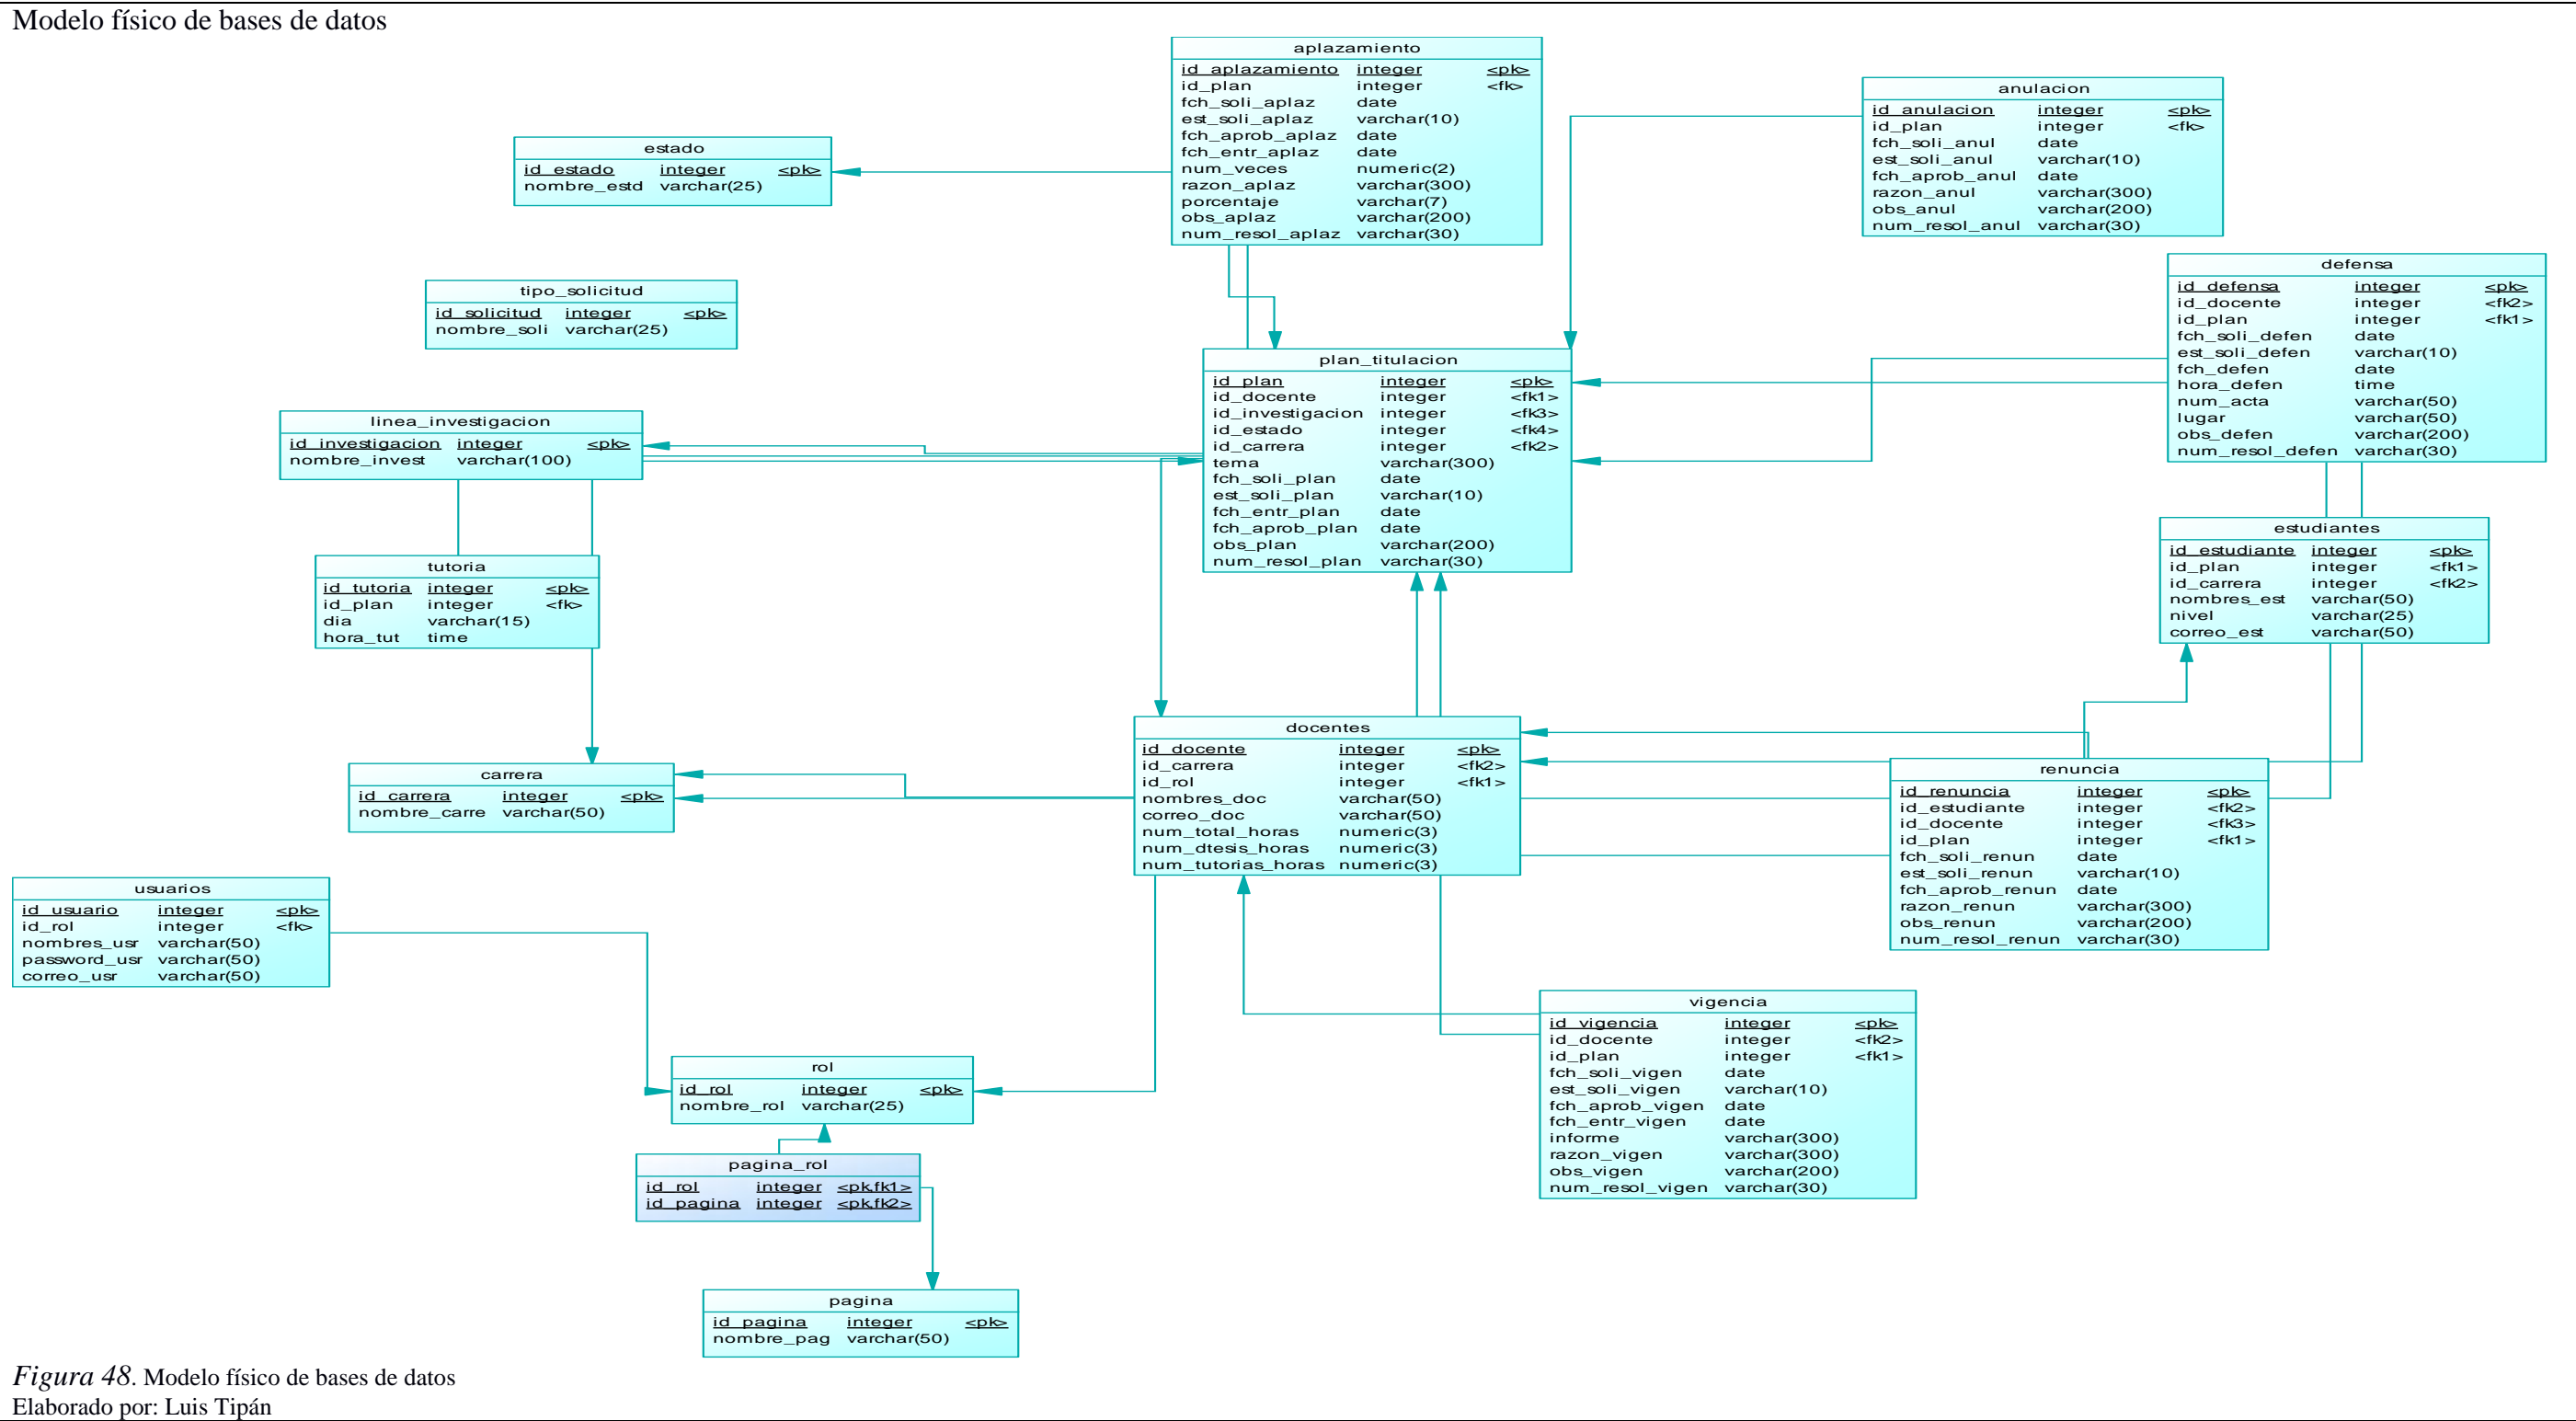 Modelo físico de bases de datos
aplazamiento
id_aplazamiento integer <pk>
id_plan integer <fk>
fch_soli_aplaz date
est_soli_aplaz varchar(10)
fch_aprob_aplaz date
fch_entr_aplaz date
num_veces numeric(2)
razon_aplaz varchar(300)
porcentaje varchar(7)
obs_aplaz varchar(200)
num_resol_aplaz varchar(30)
anulacion
id_anulacion integer <pk>
id_plan integer <fk>
fch_soli_anul date
est_soli_anul varchar(10)
fch_aprob_anul date
razon_anul varchar(300)
obs_anul varchar(200)
num_resol_anul varchar(30)
estado
id_estado integer <pk>
nombre_estd varchar(25)
defensa
id_defensa integer <pk>
id_docente integer <fk2>
id_plan integer <fk1>
fch_soli_defen date
est_soli_defen varchar(10)
fch_defen date
hora_defen time
num_acta varchar(50)
lugar varchar(50)
obs_defen varchar(200)
num_resol_defen varchar(30)
tipo_solicitud
id_solicitud integer <pk>
nombre_soli varchar(25)
plan_titulacion
id_plan integer <pk>
id_docente integer <fk1>
id_investigacion integer <fk3>
id_estado integer <fk4>
id_carrera integer <fk2>
tema varchar(300)
fch_soli_plan date
est_soli_plan varchar(10)
fch_entr_plan date
fch_aprob_plan date
obs_plan varchar(200)
num_resol_plan varchar(30)
linea_investigacion
id_investigacion integer <pk>
nombre_invest varchar(100)
estudiantes
id_estudiante integer <pk>
id_plan integer <fk1>
id_carrera integer <fk2>
nombres_est varchar(50)
nivel varchar(25)
correo_est varchar(50)
tutoria
id_tutoria integer <pk>
id_plan integer <fk>
dia varchar(15)
hora_tut time
docentes
id_docente integer <pk>
id_carrera integer <fk2>
id_rol integer <fk1>
nombres_doc varchar(50)
correo_doc varchar(50)
num_total_horas numeric(3)
num_dtesis_horas numeric(3)
num_tutorias_horas numeric(3)
carrera
id_carrera integer <pk>
nombre_carre varchar(50)
renuncia
id_renuncia integer <pk>
id_estudiante integer <fk2>
id_docente integer <fk3>
id_plan integer <fk1>
fch_soli_renun date
est_soli_renun varchar(10)
fch_aprob_renun date
razon_renun varchar(300)
obs_renun varchar(200)
num_resol_renun varchar(30)
usuarios
id_usuario integer <pk>
id_rol integer <fk>
nombres_usr varchar(50)
password_usr varchar(50)
correo_usr varchar(50)
vigencia
id_vigencia integer <pk>
id_docente integer <fk2>
id_plan integer <fk1>
fch_soli_vigen date
est_soli_vigen varchar(10)
fch_aprob_vigen date
fch_entr_vigen date
informe varchar(300)
razon_vigen varchar(300)
obs_vigen varchar(200)
num_resol_vigen varchar(30)
rol
id_rol integer <pk>
nombre_rol varchar(25)
pagina_rol
id_rol integer <pk,fk1>
id_pagina integer <pk,fk2>
pagina
id_pagina integer <pk>
nombre_pag varchar(50)
Figura 48. Modelo físico de bases de datos
Elaborado por: Luis Tipán